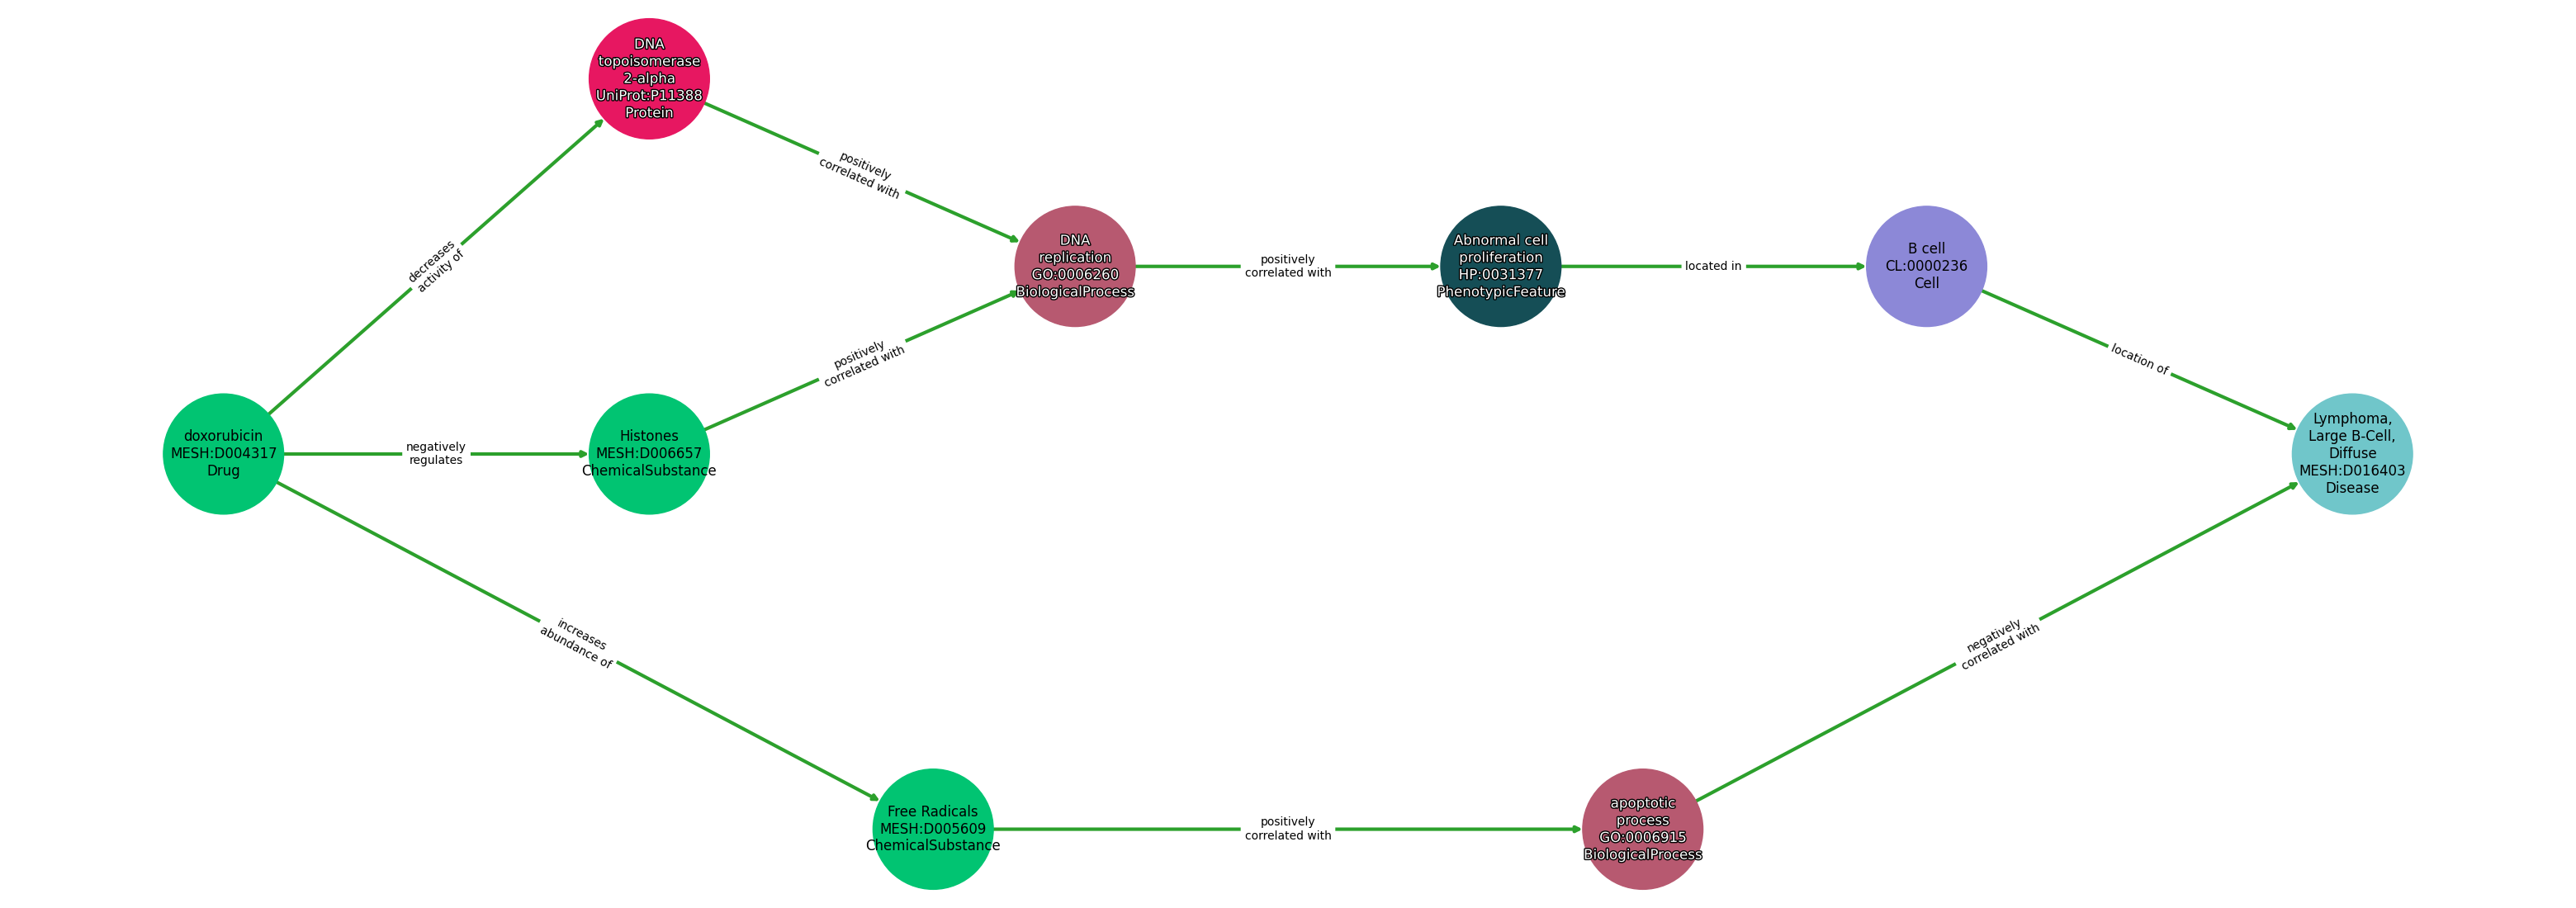 DNA
topoisomerase
2-alpha
UniProt:P11388
Protein
positively
correlated with
decreases
activity of
DNA
replication
GO:0006260
BiologicalProcess
positively
correlated with
Abnormal cell
proliferation
HP:0031377
PhenotypicFeature
located in
B cell
CL:0000236
Cell
location of
positively
correlated with
doxorubicin
MESH:D004317
Drug
negatively
regulates
Histones
MESH:D006657
ChemicalSubstance
Lymphoma,
Large B-Cell,
Diffuse
MESH:D016403
Disease
increases
abundance of
negatively
correlated with
Free Radicals
MESH:D005609
ChemicalSubstance
positively
correlated with
apoptotic
process
GO:0006915
BiologicalProcess